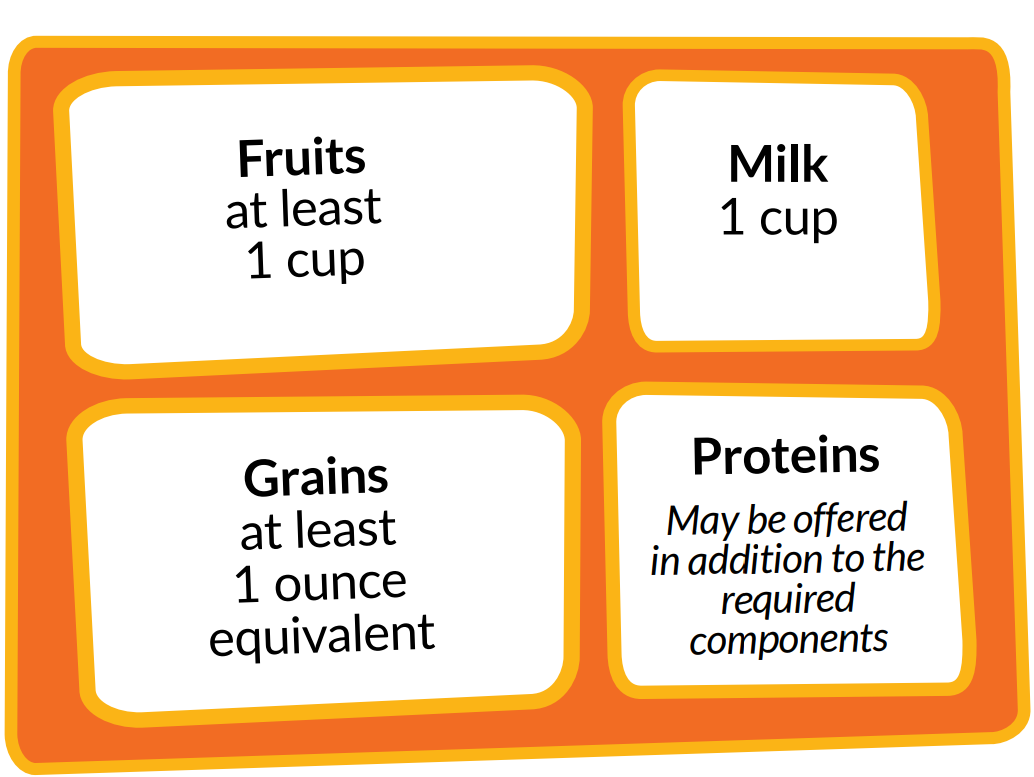 Fruits
at least
1 cup
Milk
1 cup
Grains
at least
1 ounce
equivalent
Proteins
May be offered
in addition to the
required
components